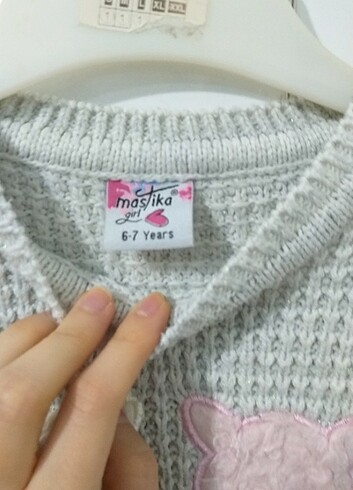 L XL XXL
mastika®
girl
6-7 Years